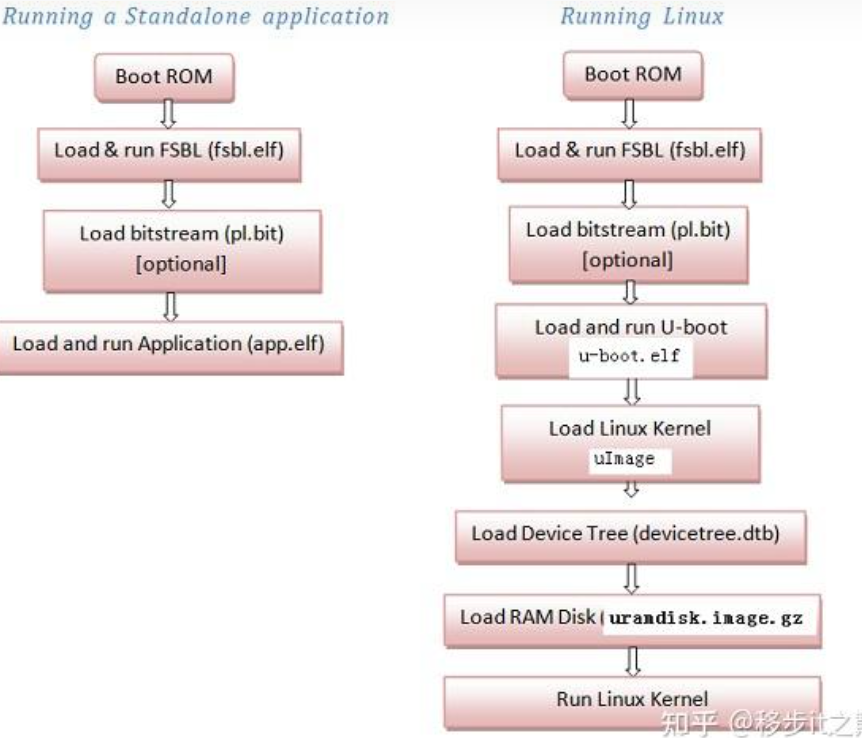 Running a Standalone application
Boot ROM
Load & run FSBL (fsbl.elf)
Load bitstream (pl.bit)
[optional]
Load and run Application (app.elf)
Running Linux
Boot ROM
Load & run FSBL (fsbl.elf)
Load bitstream (pl.bit)
[optional]
Load and run U-boot
u-boot.elf
Load Linux Kernel
uImage
Load Device Tree (devicetree.dtb)
Load RAM Disk (uramdisk.image.gz
Run Linux Kernel
知乎 @移步it之